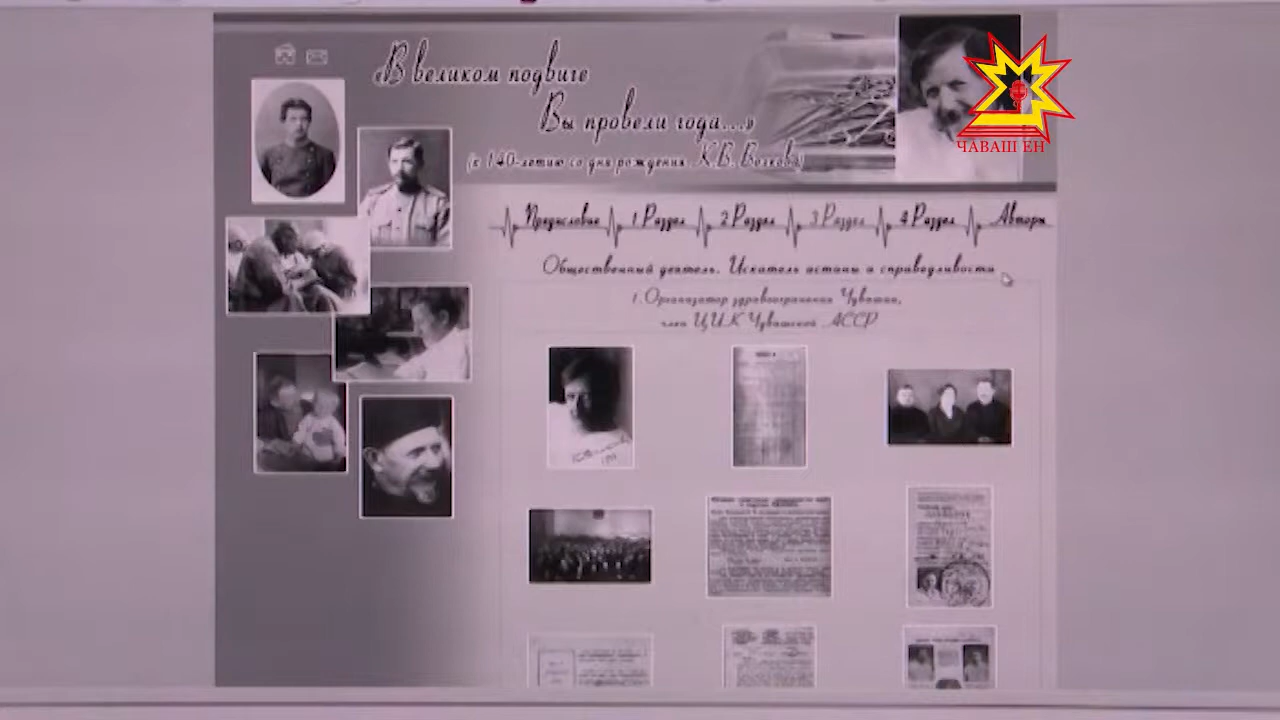 «В великом подвиге
Вы провели года...»
(к 140-летию со дня рождения К.В. Волкова)
ЧĂВАШ ЕН
Предисловие 1 Раздел 2 Раздел 3 Раздел 4 Раздел Авторы
Общественный деятель. Искатель истины и справедливости
1. Организатор здравоохранения Чувашии,
член ЦИК Чувашской АССР